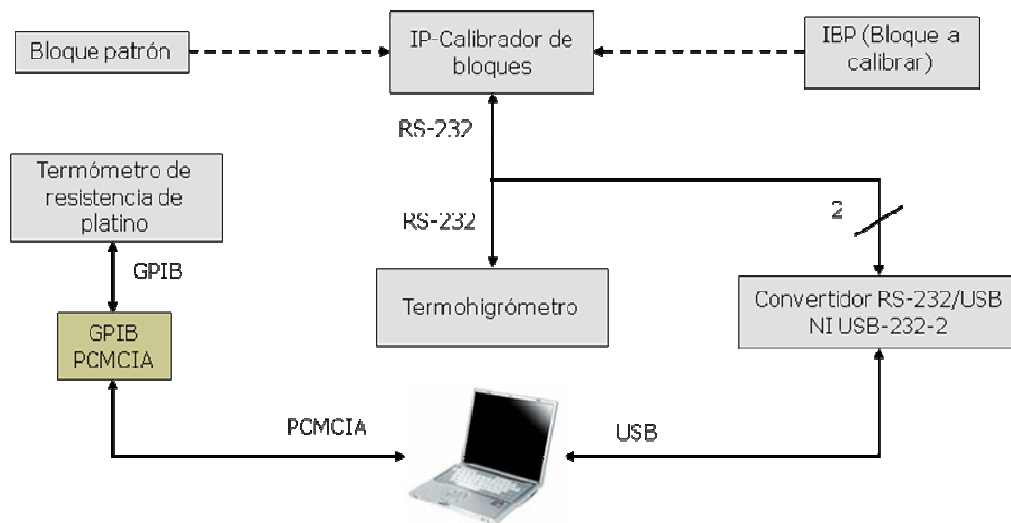 Bloque patrón
IP-Calibrador de
bloques
IBP (Bloque a
calibrar)
RS-232
Termómetro de
resistencia de
platino
RS-232
2
GPIB
Termohigrómetro
Convertidor RS-232/USB
NI USB-232-2
GPIB
PCMCIA
PCMCIA
USB